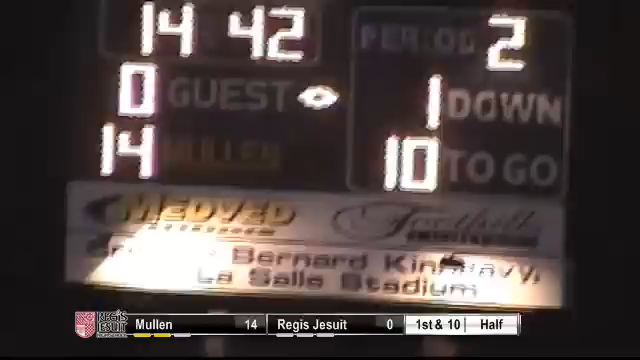 14 42 PERIOD 2
0 GUEST 1 DOWN
14 MULLEN 10 TO GO
MEDVED
Bernard
La Salle Stadium
REGIS JESUIT
Mullen 14 Regis Jesuit 0 1st & 10 Half